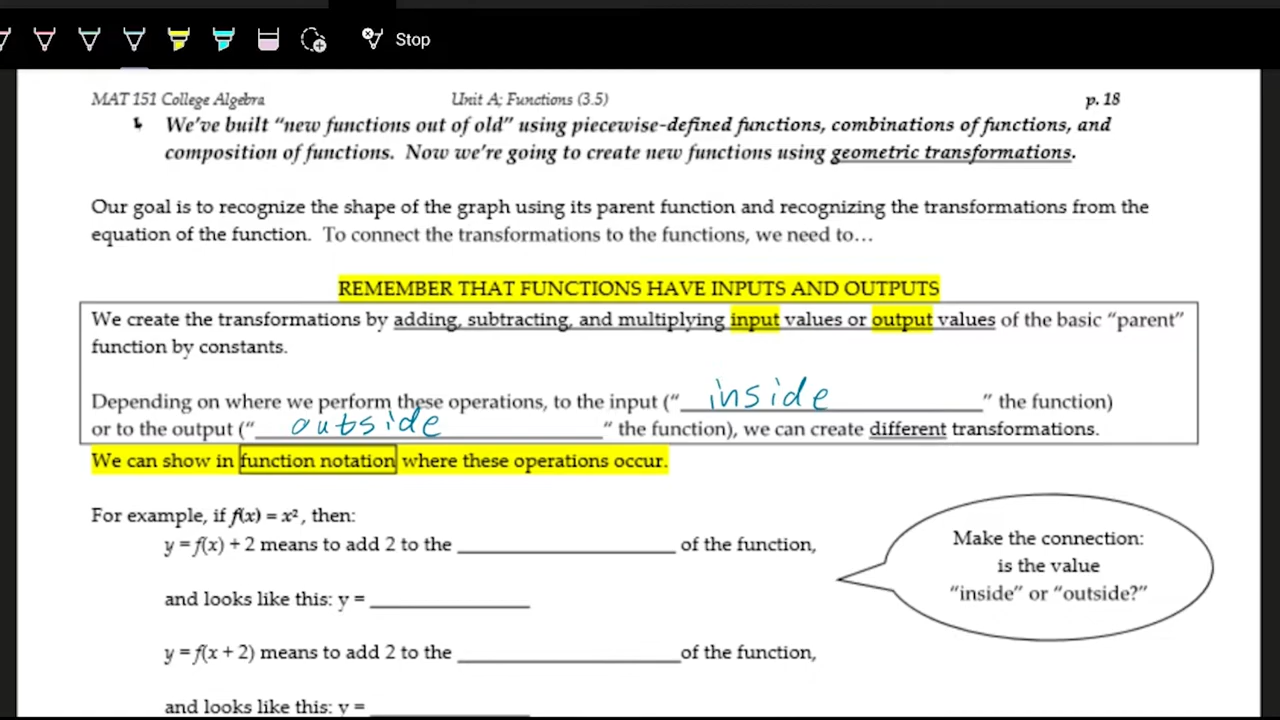 Stop
MAT 151 College Algebra Unit A; Functions (3.5) p. 18
We've built "new functions out of old" using piecewise-defined functions, combinations of functions, and
composition of functions. Now we're going to create new functions using geometric transformations.
Our goal is to recognize the shape of the graph using its parent function and recognizing the transformations from the
equation of the function. To connect the transformations to the functions, we need to…
REMEMBER THAT FUNCTIONS HAVE INPUTS AND OUTPUTS
We create the transformations by adding, subtracting, and multiplying input values or output values of the basic "parent"
function by constants.
Depending on where we perform these operations, to the input ("inside" the function)
or to the output ("outside" the function), we can create different transformations.
We can show in function notation where these operations occur.
For example, if f(x) = x², then:
y = f(x) + 2 means to add 2 to the ____________ of the function,
and looks like this: y = ____________
y = f(x + 2) means to add 2 to the ____________ of the function,
and looks like this: y = ____________
Make the connection:
is the value
"inside" or "outside?"